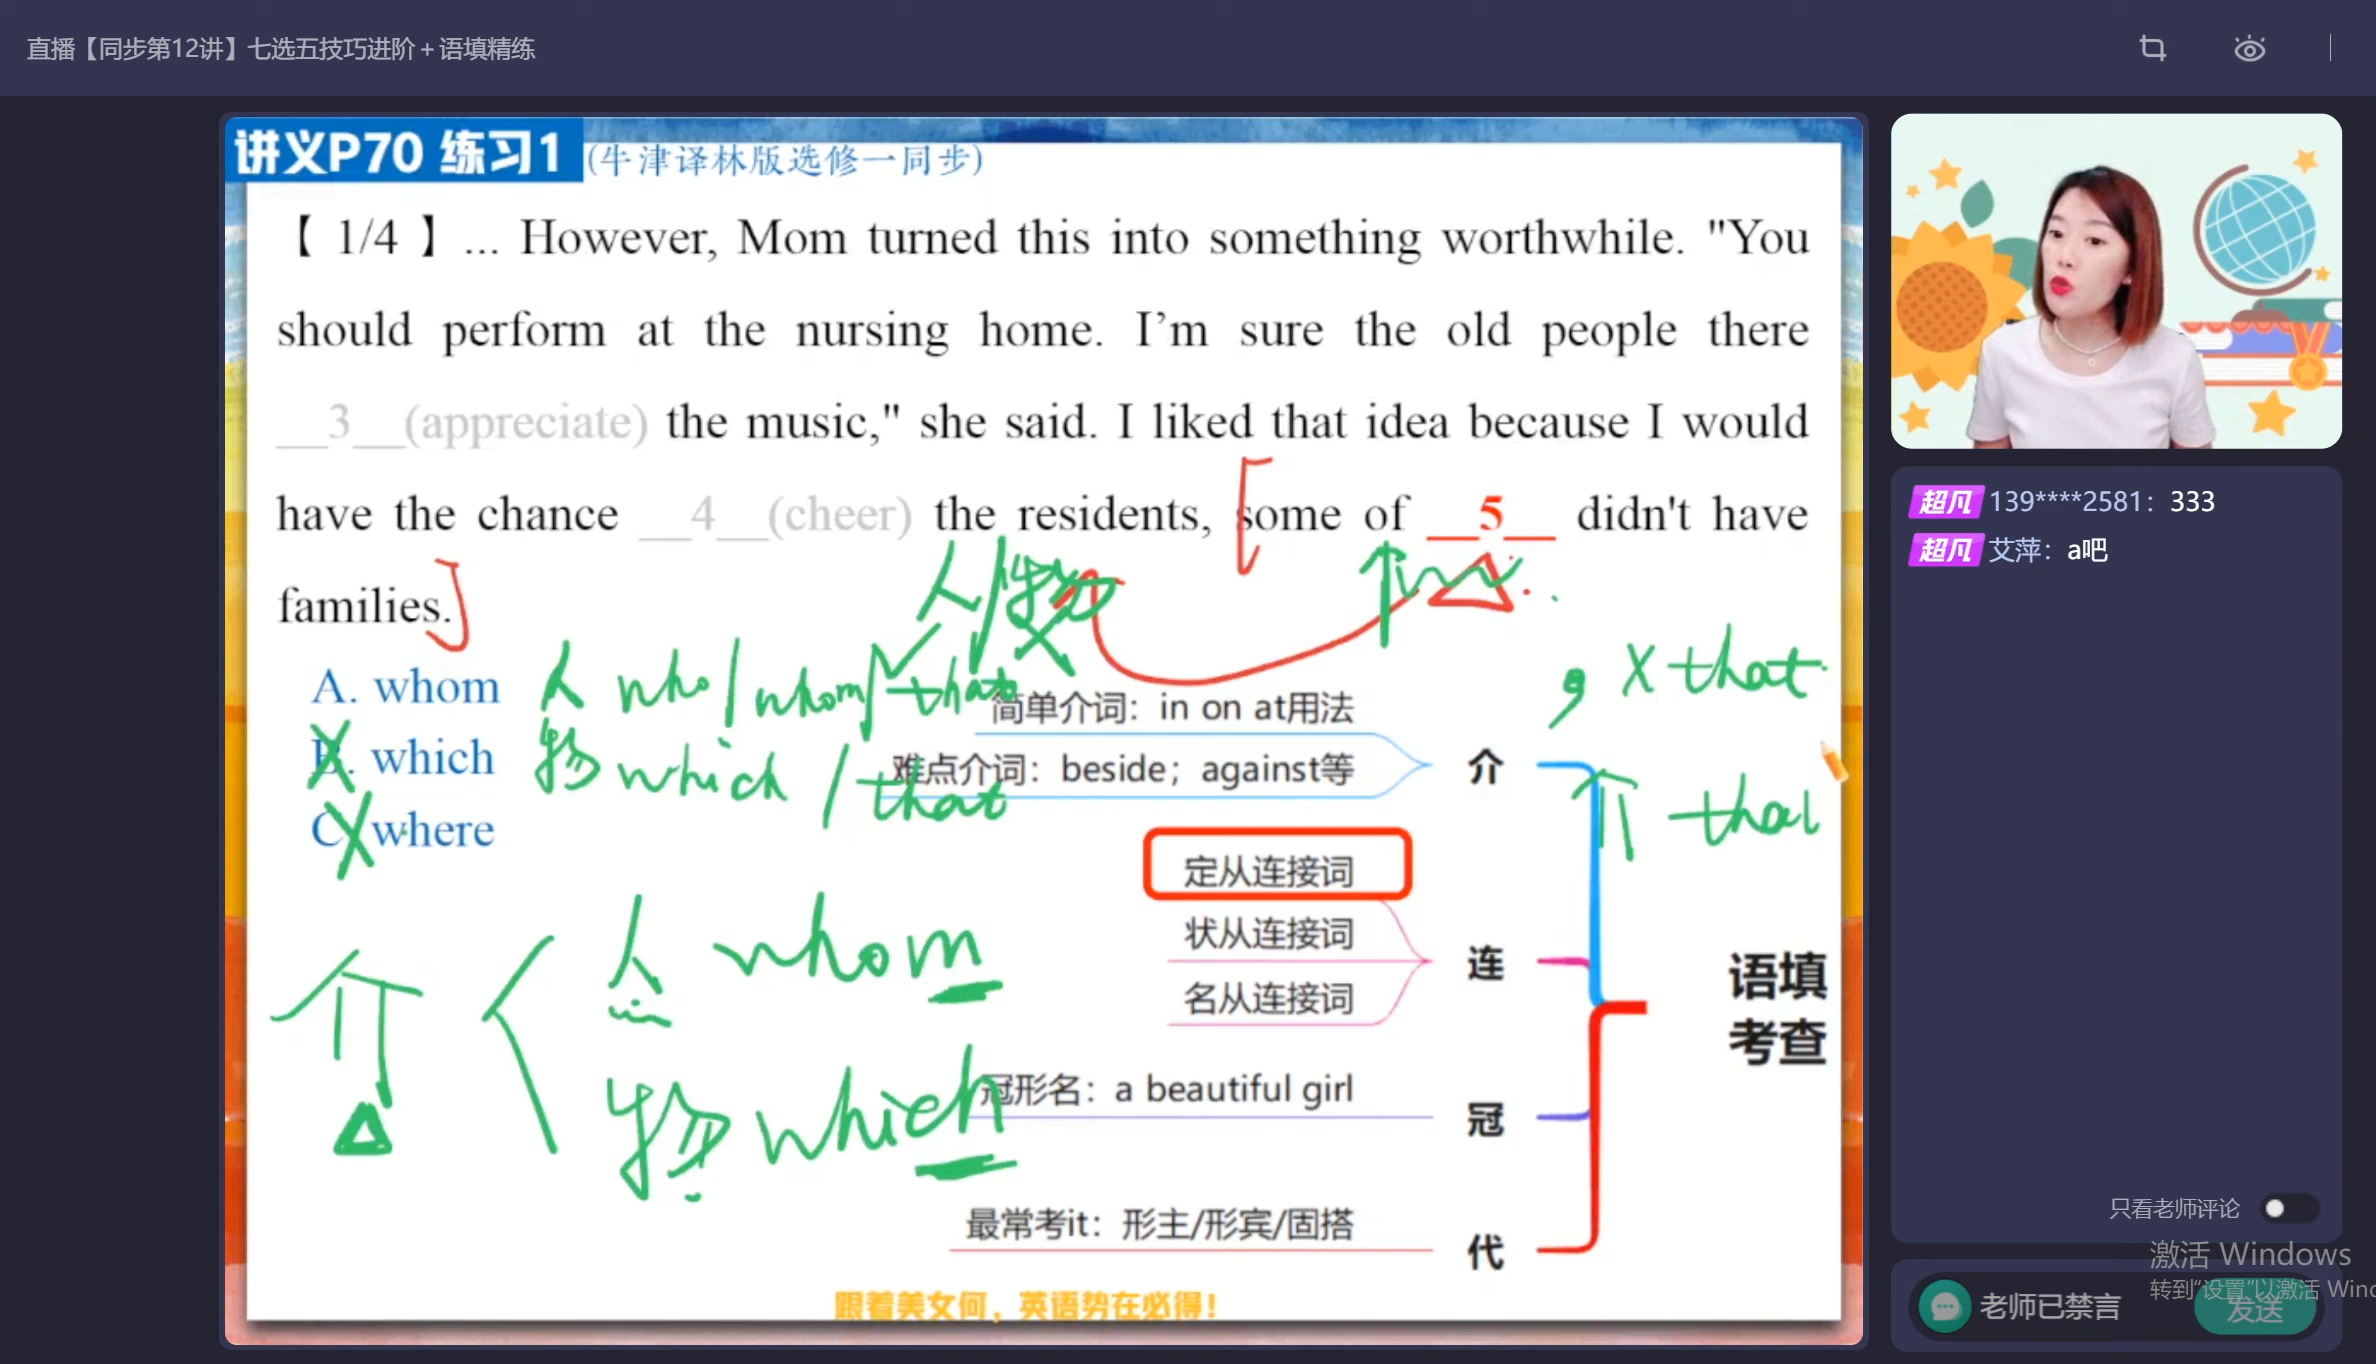 直播【同步第12讲】七选五技巧进阶+语填精练
讲义P70 练习1 (牛津译林版选修一同步)
【 1/4 】... However, Mom turned this into something worthwhile. "You
should perform at the nursing home. I'm sure the old people there
__3__(appreciate) the music," she said. I liked that idea because I would
have the chance __4__(cheer) the residents, some of __5__ didn't have
families.
人/物
A. whom
人 who/whom/that
, X that
B. which
物 which/that
介 that
C. where
介
人 whom
物 which
简单介词：in on at用法
难点介词：beside；against等
介
定从连接词
状从连接词
名从连接词
连
冠形名：a beautiful girl
冠
最常考it：形主/形宾/固搭
代
语填
考查
跟着美女何，英语势在必得！
超凡 139****2581：333
超凡 艾萍：a吧
只看老师评论
激活 Windows
转到"设置"以激活 Winc
老师已禁言
发送